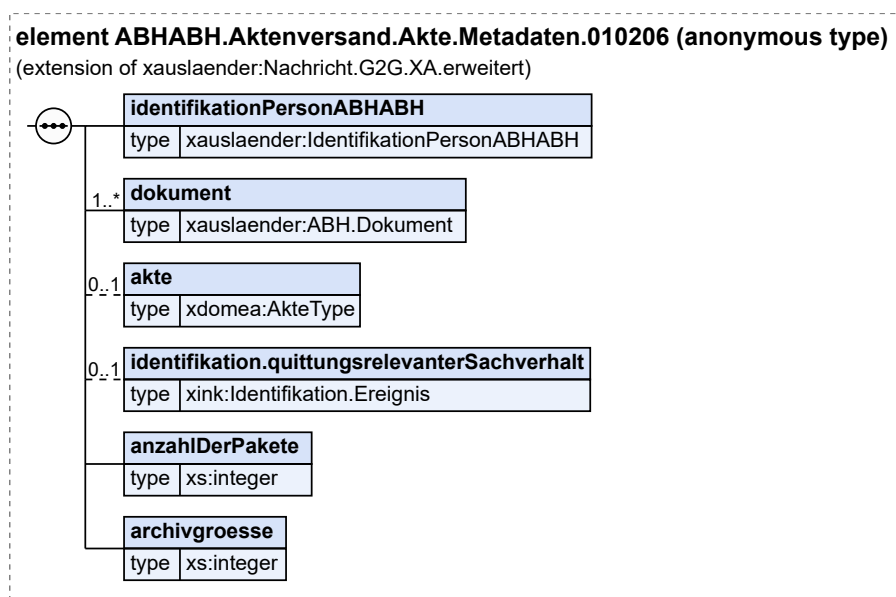 element ABHABH.Aktenversand.Akte.Metadaten.010206 (anonymous type)
(extension of xauslaender:Nachricht.G2G.XA.erweitert)
identifikationPersonABHABH
type xauslaender:IdentifikationPersonABHABH
1..* dokument
type xauslaender:ABH.Dokument
0..1 akte
type xdomea:AkteType
0..1 identifikation.quittungsrelevanterSachverhalt
type xink:Identifikation.Ereignis
anzahlDerPakete
type xs:integer
archivgroesse
type xs:integer